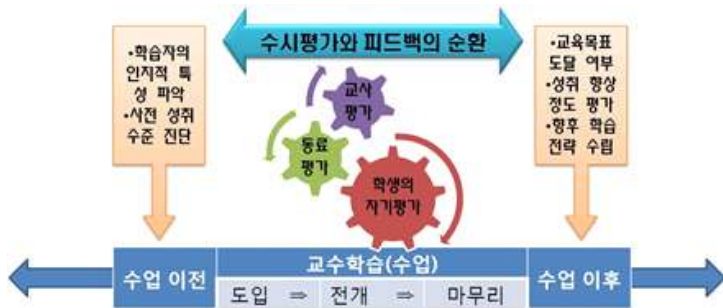 수시평가와 피드백의 순환
•학습자의
인지적 특
성 파악
•사전 성취
수준 진단
교사
평가
동료
평가
학생의
자기평가
•교육목표
도달 여부
•성취 향상
정도 평가
•향후 학습
전략 수립
수업 이전
교수학습(수업)
도입 ⇒ 전개 ⇒ 마무리
수업 이후